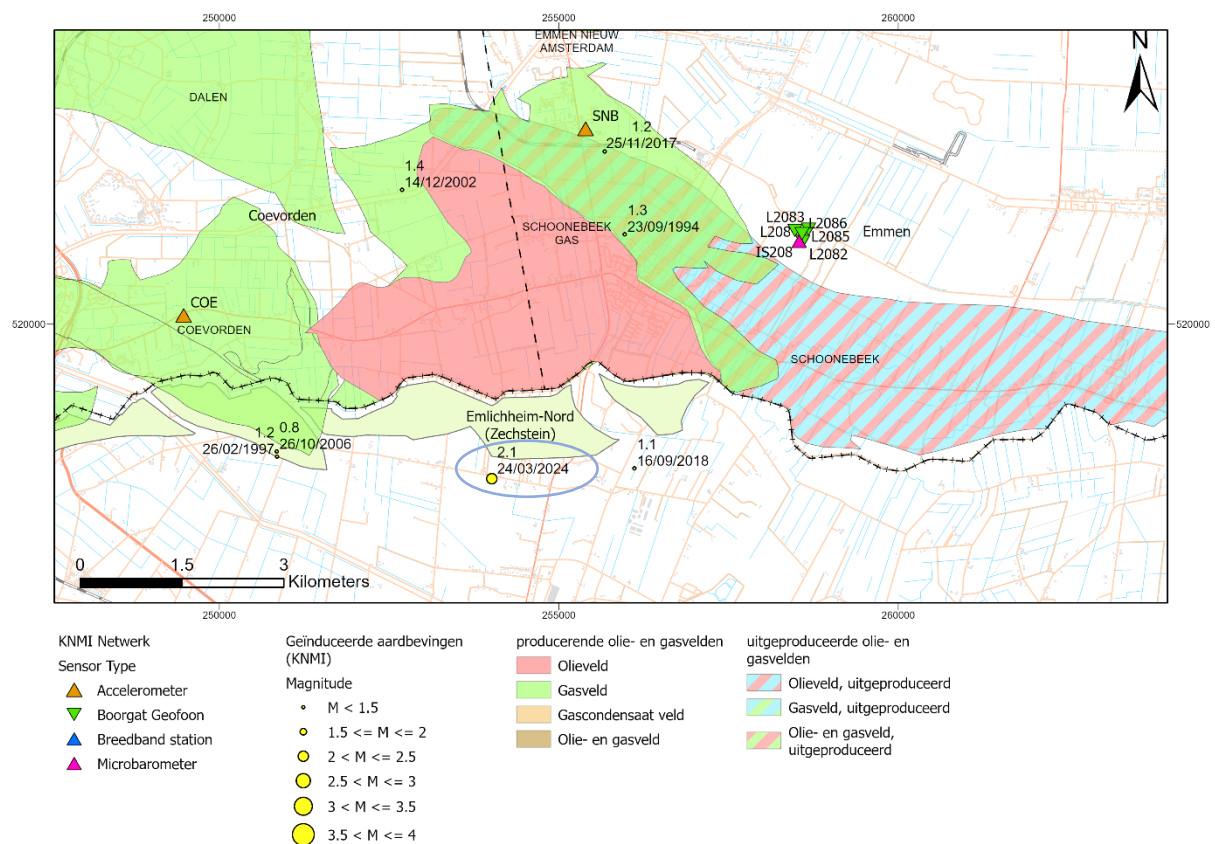 250000
255000
260000
EMMEN NIEUW
AMSTERDAM
N
DALEN
SNB
1.2
25/11/2017
1.4
14/12/2002
Coevorden
1.3
23/09/1994
SCHOONEBEEK
GAS
L2083
L2086
L208
L2085
Emmen
IS208
L2082
COE
COEVORDEN
520000
520000
SCHOONEBEEK
Emlichheim-Nord
(Zechstein)
1.2
0.8
26/02/1997
26/10/2006
2.1
24/03/2024
1.1
16/09/2018
0
1.5
3
Kilometers
250000
255000
260000
KNMI Netwerk
Sensor Type
Accelerometer
Boorgat Geofoon
Breedband station
Microbarometer
Geïnduceerde aardbevingen
(KNMI)
Magnitude
M < 1.5
1.5 <= M <= 2
2 < M <= 2.5
2.5 < M <= 3
3 < M <= 3.5
3.5 < M <= 4
producerende olie- en gasvelden
Olieveld
Gasveld
Gascondensaat veld
Olie- en gasveld
uitgeproduceerde olie- en
gasvelden
Olieveld, uitgeproduceerd
Gasveld, uitgeproduceerd
Olie- en gasveld,
uitgeproduceerd